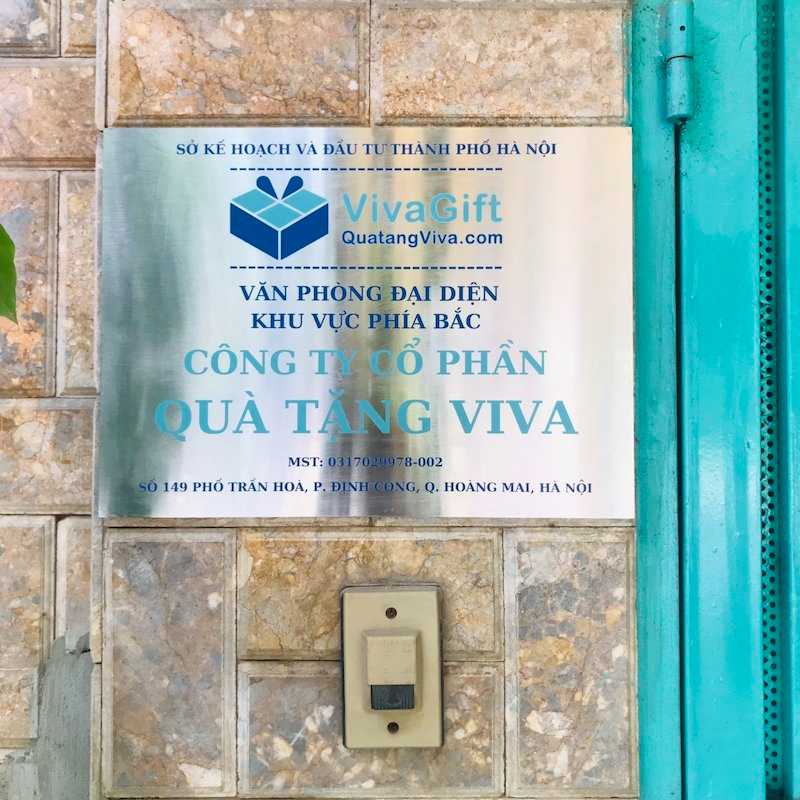 SỞ KẾ HOẠCH VÀ ĐẦU TƯ THÀNH PHỐ HÀ NỘI
VivaGift
QuatangViva.com
VĂN PHÒNG ĐẠI DIỆN
KHU VỰC PHÍA BẮC
CÔNG TY CỔ PHẦN
QUÀ TẶNG VIVA
MST: 0317029978-002
SỐ 149 PHỐ TRẦN HOÀ, P. ĐỊNH CÔNG, Q. HOÀNG MAI, HÀ NỘI